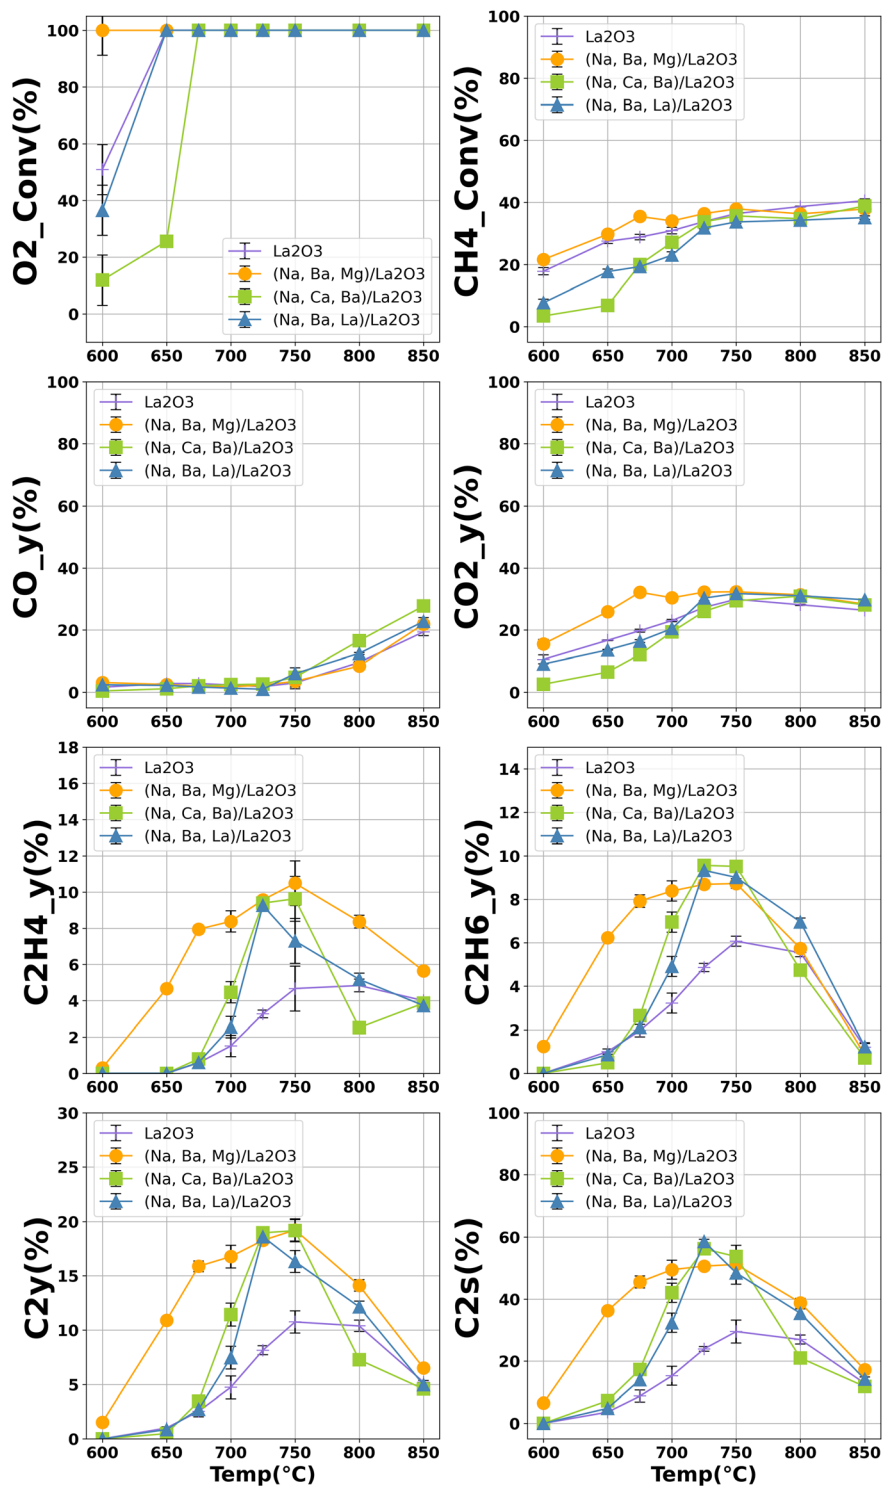 O2_Conv(%)
100
80
60
40
20
0
La2O3
(Na, Ba, Mg)/La2O3
(Na, Ca, Ba)/La2O3
(Na, Ba, La)/La2O3
600 650 700 750 800 850
CH4_Conv(%)
100
80
60
40
20
0
La2O3
(Na, Ba, Mg)/La2O3
(Na, Ca, Ba)/La2O3
(Na, Ba, La)/La2O3
600 650 700 750 800 850
CO_y(%)
100
80
60
40
20
0
La2O3
(Na, Ba, Mg)/La2O3
(Na, Ca, Ba)/La2O3
(Na, Ba, La)/La2O3
600 650 700 750 800 850
CO2_y(%)
100
80
60
40
20
0
La2O3
(Na, Ba, Mg)/La2O3
(Na, Ca, Ba)/La2O3
(Na, Ba, La)/La2O3
600 650 700 750 800 850
C2H4_y(%)
18
16
14
12
10
8
6
4
2
0
La2O3
(Na, Ba, Mg)/La2O3
(Na, Ca, Ba)/La2O3
(Na, Ba, La)/La2O3
600 650 700 750 800 850
C2H6_y(%)
14
12
10
8
6
4
2
0
La2O3
(Na, Ba, Mg)/La2O3
(Na, Ca, Ba)/La2O3
(Na, Ba, La)/La2O3
600 650 700 750 800 850
C2y(%)
30
25
20
15
10
5
0
La2O3
(Na, Ba, Mg)/La2O3
(Na, Ca, Ba)/La2O3
(Na, Ba, La)/La2O3
600 650 700 750 800 850
Temp(°C)
C2s(%)
100
80
60
40
20
0
La2O3
(Na, Ba, Mg)/La2O3
(Na, Ca, Ba)/La2O3
(Na, Ba, La)/La2O3
600 650 700 750 800 850
Temp(°C)